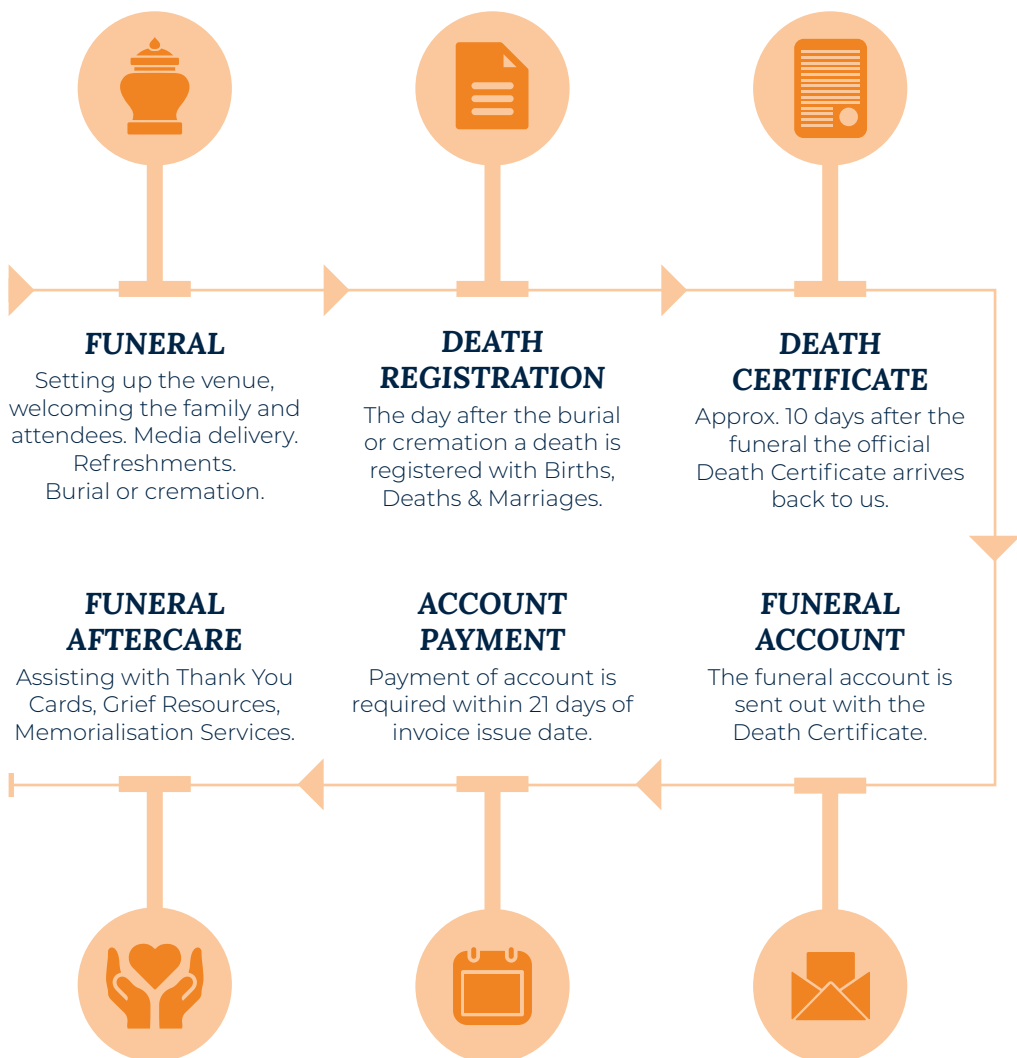 FUNERAL
Setting up the venue,
welcoming the family and
attendees. Media delivery.
Refreshments.
Burial or cremation.
DEATH
REGISTRATION
The day after the burial
or cremation a death is
registered with Births,
Deaths & Marriages.
DEATH
CERTIFICATE
Approx. 10 days after the
funeral the official
Death Certificate arrives
back to us.
FUNERAL
ACCOUNT
The funeral account is
sent out with the
Death Certificate.
ACCOUNT
PAYMENT
Payment of account is
required within 21 days of
invoice issue date.
FUNERAL
AFTERCARE
Assisting with Thank You
Cards, Grief Resources,
Memorialisation Services.